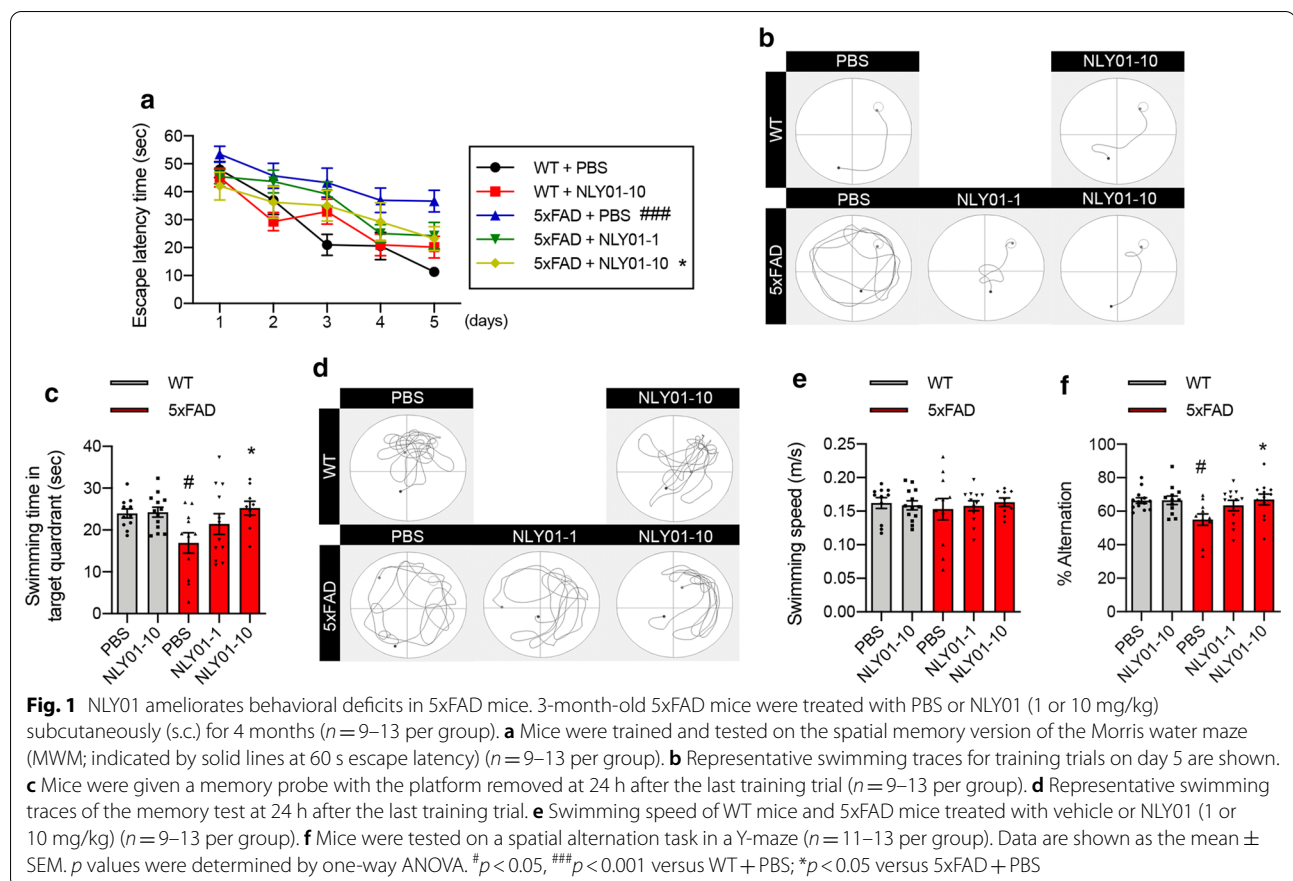 a
Escape latency time (sec)
60
50
40
30
20
10
0
1 2 3 4 5 (days)
WT + PBS
WT + NLY01-10
5xFAD + PBS ###
5xFAD + NLY01-1
5xFAD + NLY01-10 *
b
PBS NLY01-10
WT
PBS NLY01-1 NLY01-10
5xFAD
c
WT
5xFAD
Swimming time in
target quadrant (sec)
40
30
20
10
0
# *
PBS NLY01-10 PBS NLY01-1 NLY01-10
d
PBS NLY01-10
WT
PBS NLY01-1 NLY01-10
5xFAD
e
WT
5xFAD
Swimming speed (m/s)
0.25
0.20
0.15
0.10
0.05
0.00
PBS NLY01-10 PBS NLY01-1 NLY01-10
f
WT
5xFAD
% Alternation
100
80
60
40
20
0
# *
PBS NLY01-10 PBS NLY01-1 NLY01-10
Fig. 1 NLY01 ameliorates behavioral deficits in 5xFAD mice. 3-month-old 5xFAD mice were treated with PBS or NLY01 (1 or 10 mg/kg)
subcutaneously (s.c.) for 4 months (n = 9–13 per group). a Mice were trained and tested on the spatial memory version of the Morris water maze
(MWM; indicated by solid lines at 60 s escape latency) (n = 9–13 per group). b Representative swimming traces for training trials on day 5 are shown.
c Mice were given a memory probe with the platform removed at 24 h after the last training trial (n = 9–13 per group). d Representative swimming
traces of the memory test at 24 h after the last training trial. e Swimming speed of WT mice and 5xFAD mice treated with vehicle or NLY01 (1 or
10 mg/kg) (n = 9–13 per group). f Mice were tested on a spatial alternation task in a Y-maze (n = 11–13 per group). Data are shown as the mean ±
SEM. p values were determined by one-way ANOVA. #p < 0.05, ###p < 0.001 versus WT + PBS; *p < 0.05 versus 5xFAD + PBS